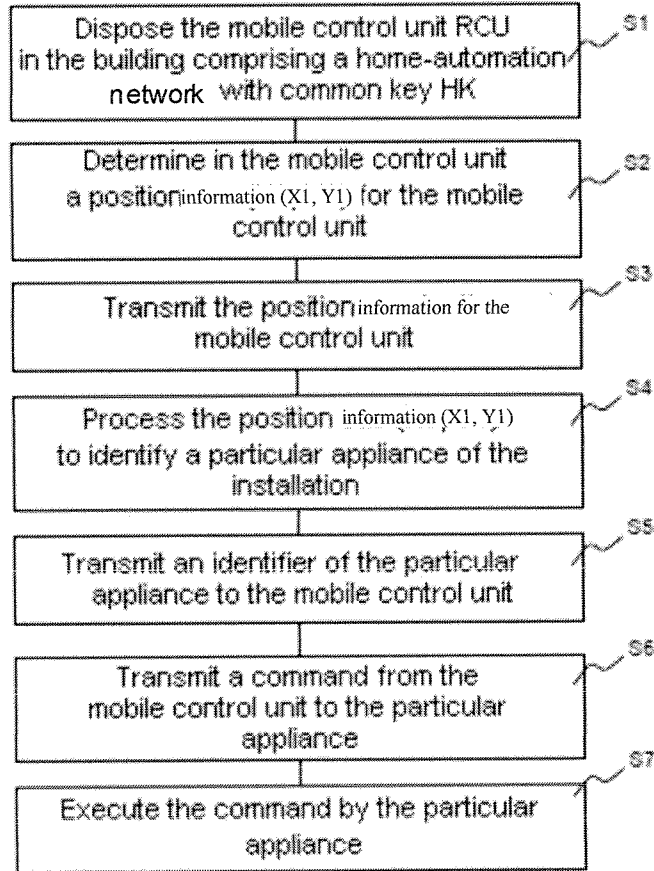 Dispose the mobile control unit RCU
S1
in the building comprising a home-automation
network with common key HK
Determine in the mobile control unit
S2
a position information (X1, Y1) for the mobile
control unit
S3
Transmit the position information for the
mobile control unit
S4
Process the position information (X1, Y1)
to identify a particular appliance of the
installation
S5
Transmit an identifier of the particular
appliance to the mobile control unit
S6
Transmit a command from the
mobile control unit to the particular
appliance
S7
Execute the command by the particular
appliance